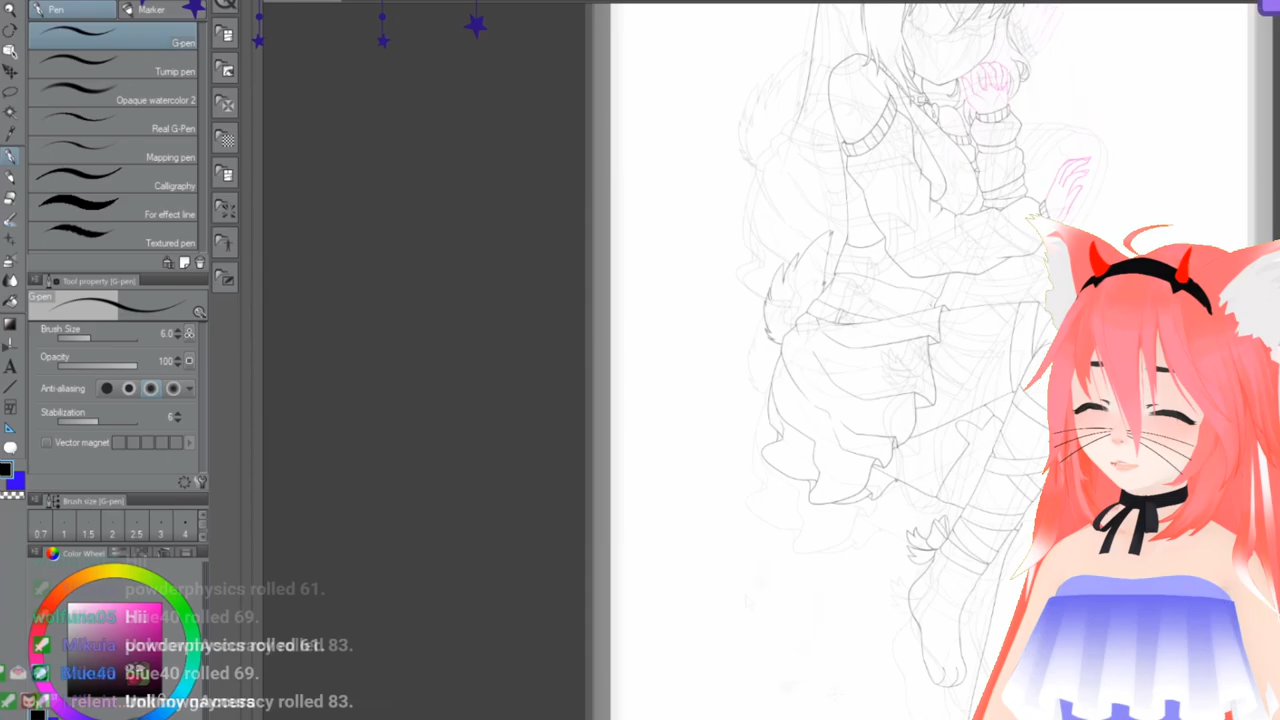 Pen
Marker
G-pen
Turnip pen
Opaque watercolor 2
Real G-Pen
Mapping pen
Calligraphy
For effect line
Textured pen
Tool property [G-pen]
G-pen
Brush Size 6.0
Opacity 100
Anti-aliasing
Stabilization 6
Vector magnet
Brush size [G-pen]
0.7 1 1.5 2 2.5 3 4
Color Wheel
powderphysics rolled 61.
Hii
rolled 69.
powderphysics rolled 61.
83.
Blue40 rolled 69.
rolled 83.